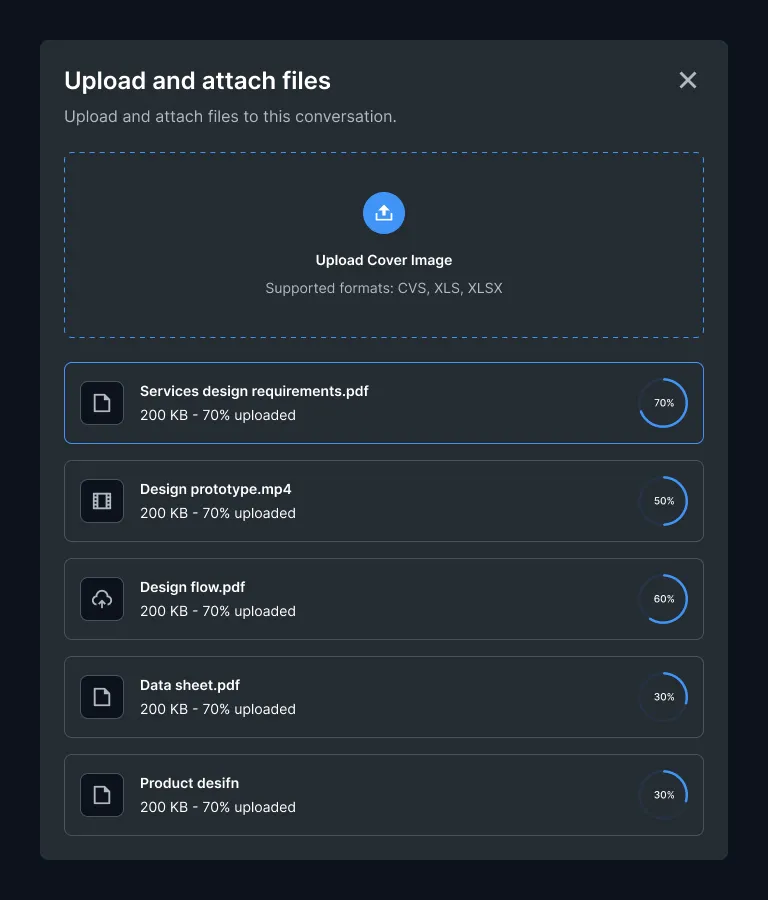 Upload and attach files
Upload and attach files to this conversation.
Upload Cover Image
Supported formats: CVS, XLS, XLSX
Services design requirements.pdf
200 KB - 70% uploaded
70%
Design prototype.mp4
200 KB - 70% uploaded
50%
Design flow.pdf
200 KB - 70% uploaded
60%
Data sheet.pdf
200 KB - 70% uploaded
30%
Product desifn
200 KB - 70% uploaded
30%